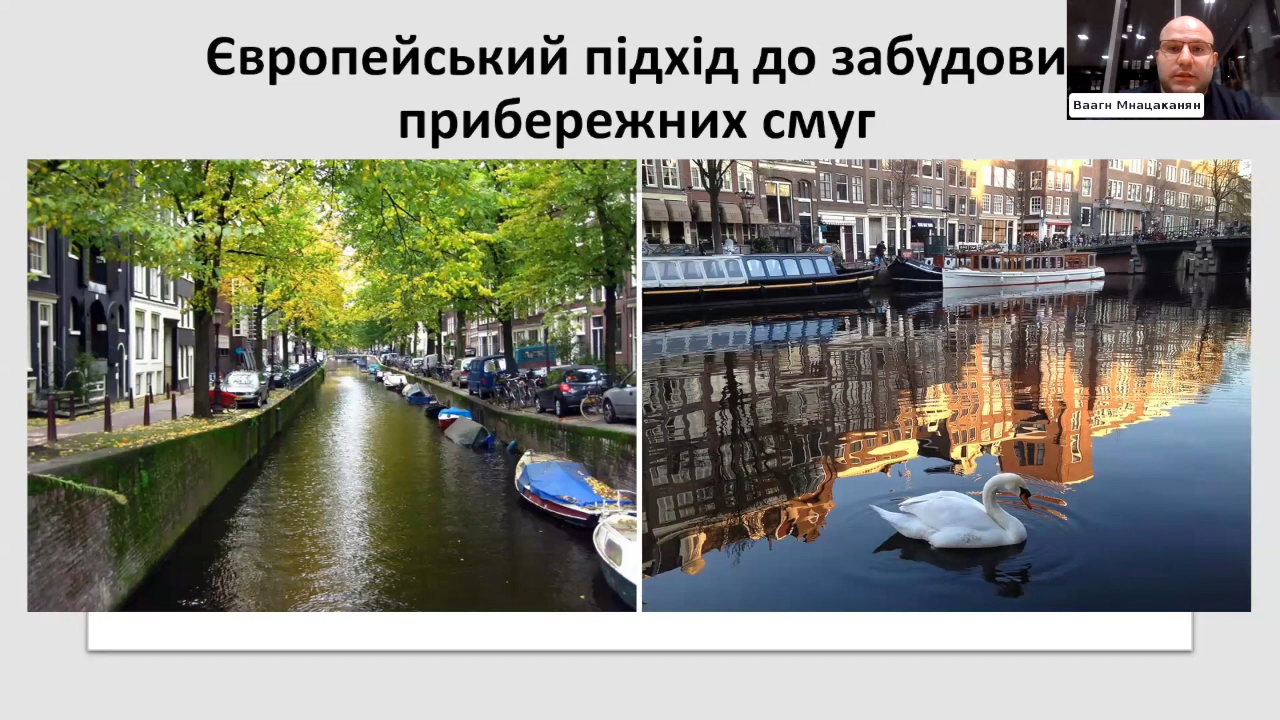 Європейський підхід до забудови
прибережних смуг
Ваагн Мнацаканян